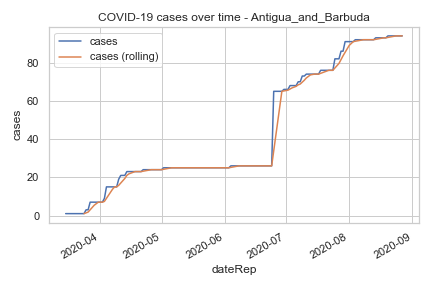 COVID-19 cases over time - Antigua_and_Barbuda
cases
cases (rolling)
80
60
40
20
0
cases
2020-04
2020-05
2020-06
2020-07
2020-08
2020-09
dateRep